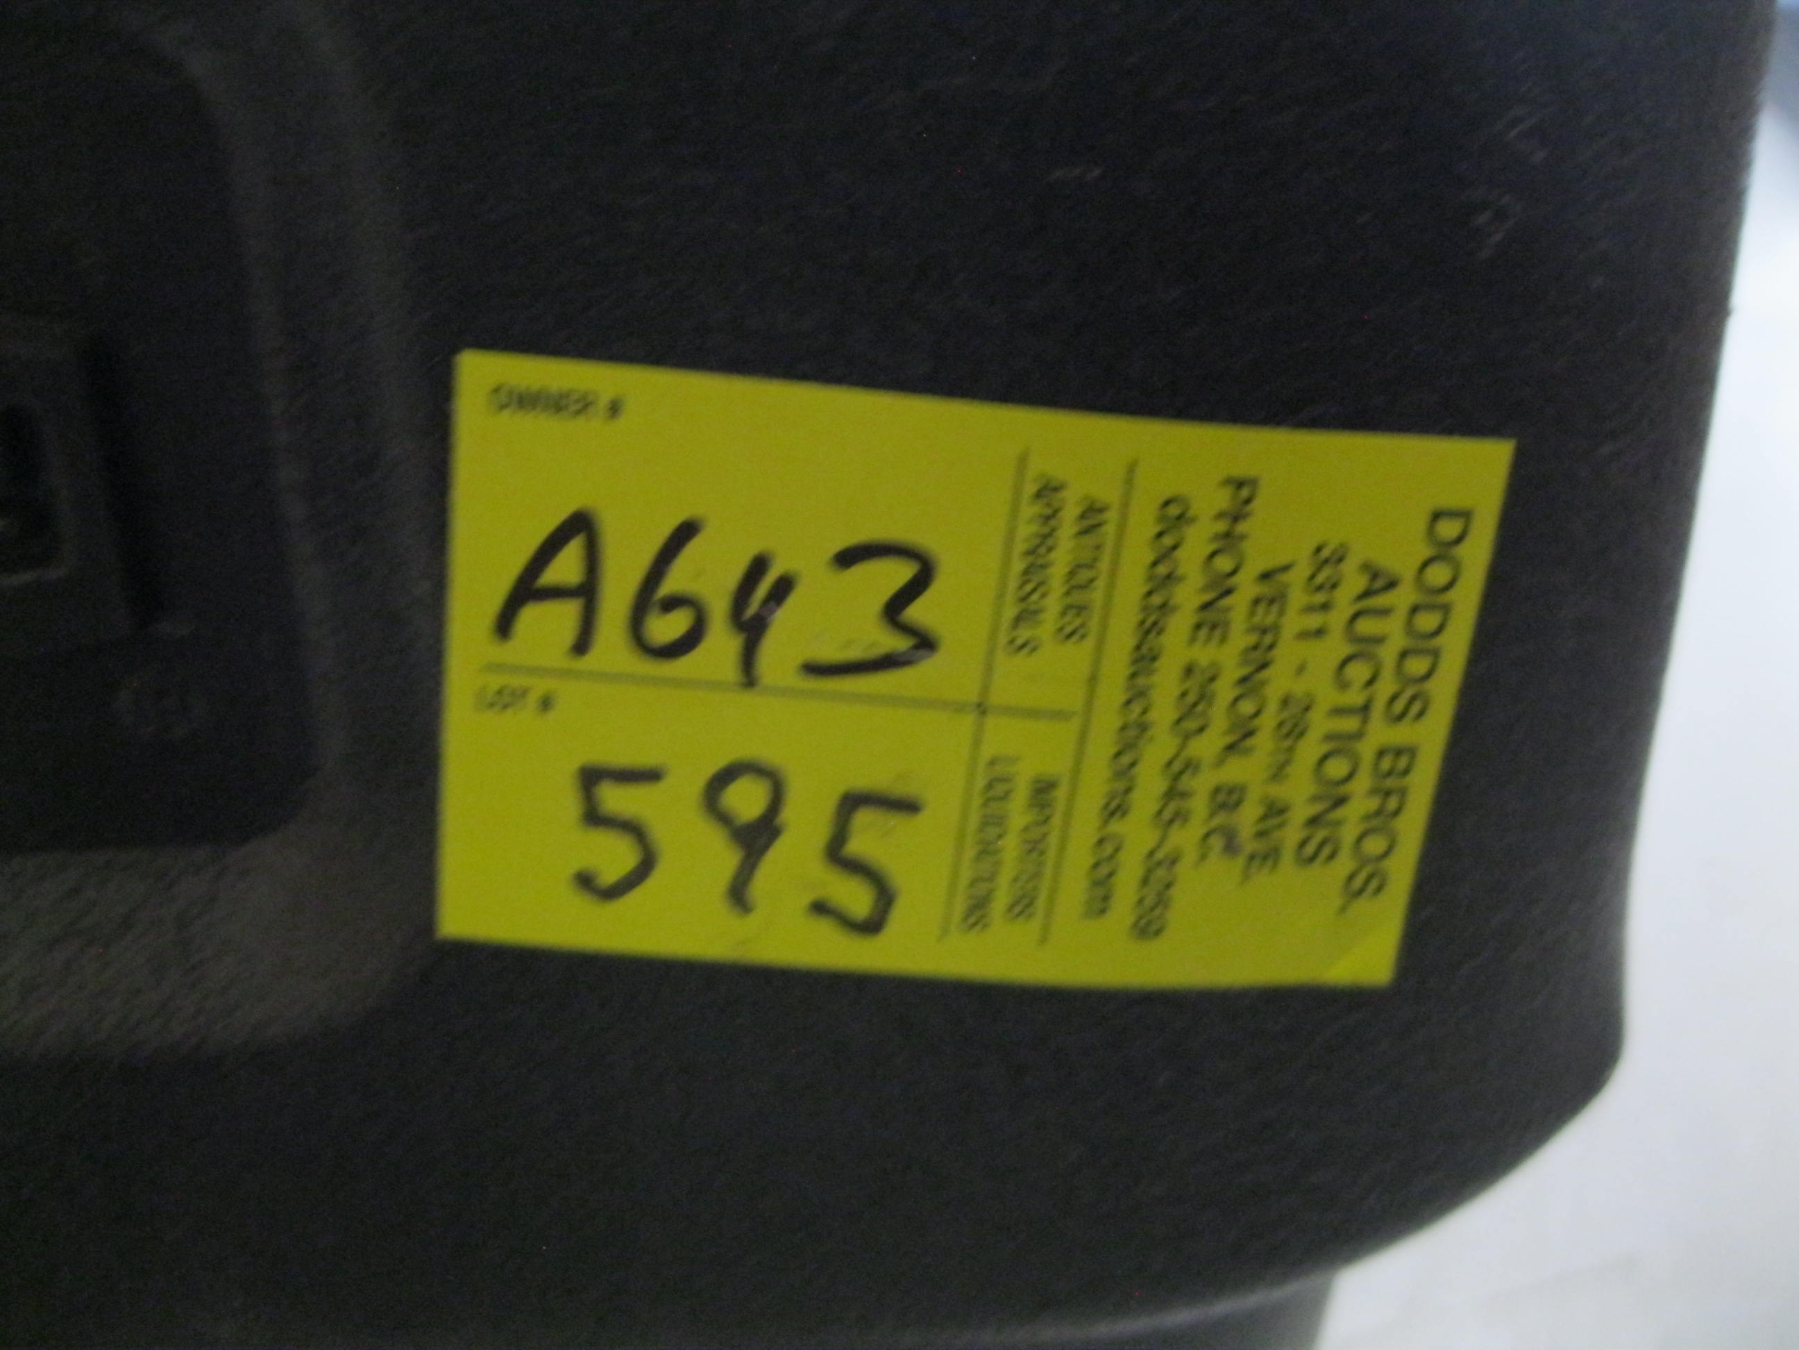 OWNER #
A643
LOT #
595
DODDS BROS.
AUCTIONS
3311 - 26TH AVE
VERNON, B.C.
PHONE 250-545-3259
doddsauctions.com
ANTIQUES
APPRAISALS
IMPORTERS
LIQUIDATIONS